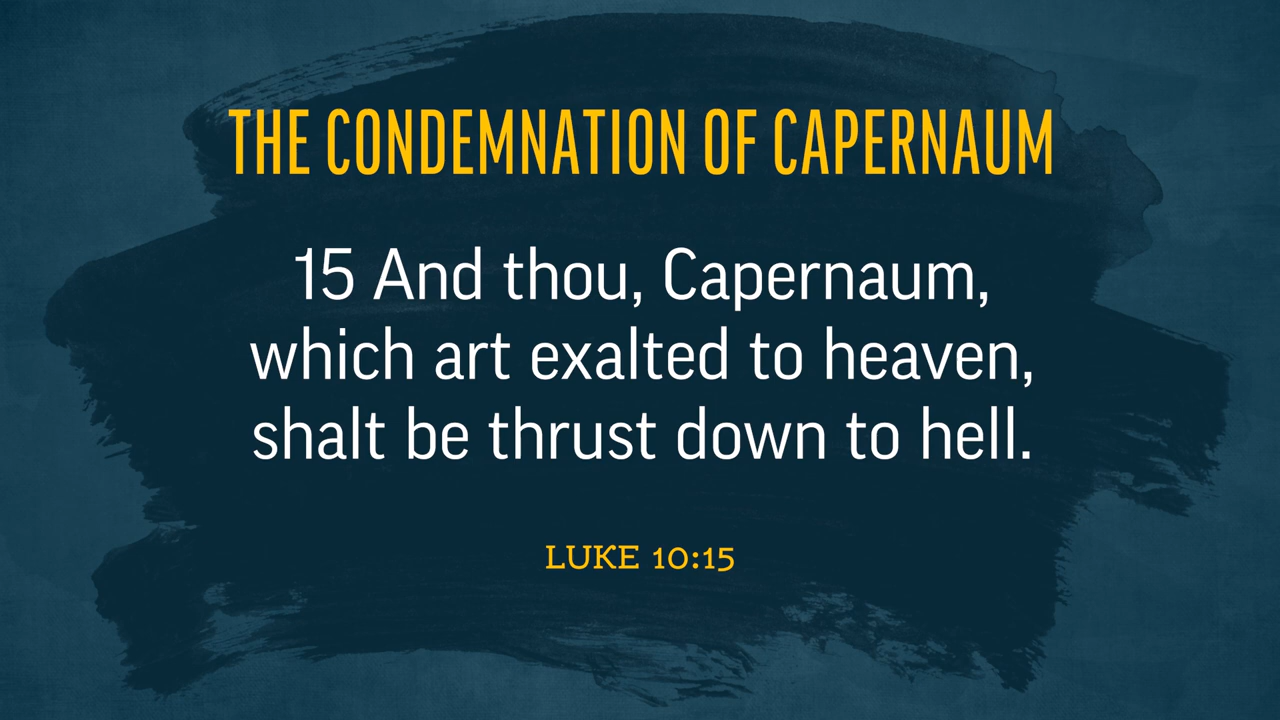 THE CONDEMNATION OF CAPERNAUM
15 And thou, Capernaum,
which art exalted to heaven,
shalt be thrust down to hell.
LUKE 10:15